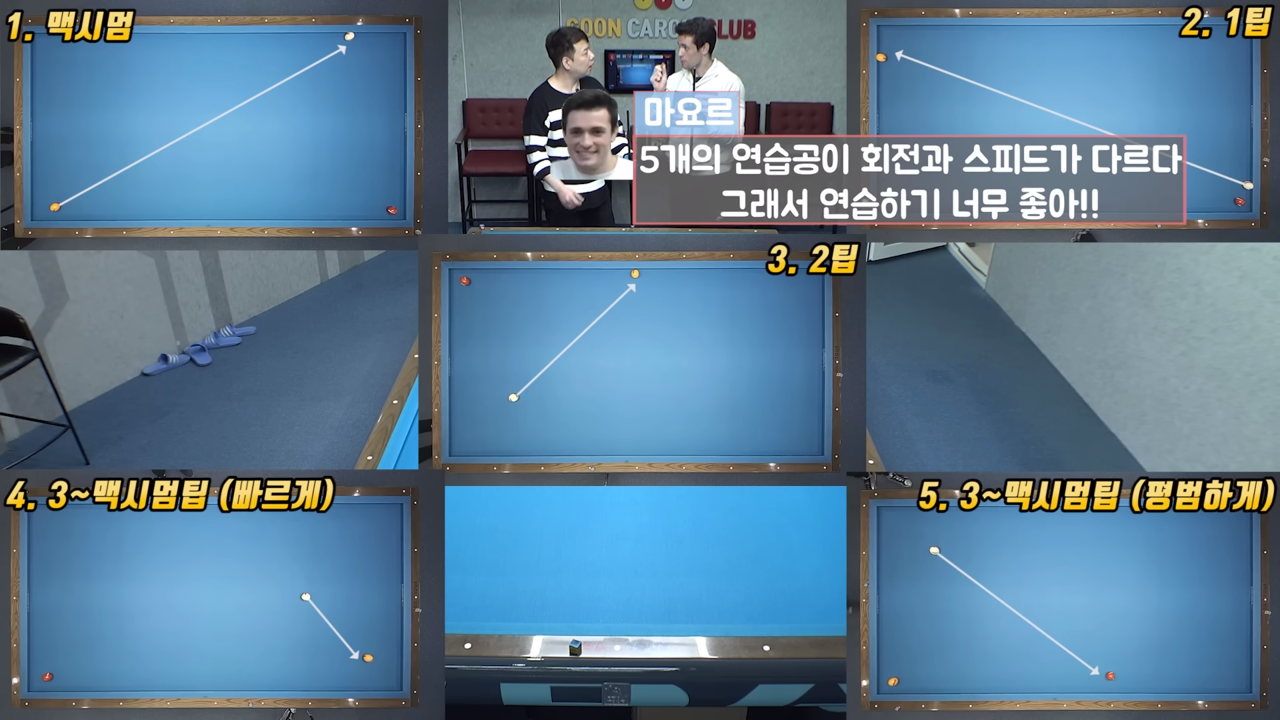 1. 맥시멈
SOON CAROM CLUB
2. 1팁
마요르
5개의 연습공이 회전과 스피드가 다르다
그래서 연습하기 너무 좋아!!
3. 2팁
4. 3~맥시멈팁 (빠르게)
5. 3~맥시멈팁 (평범하게)